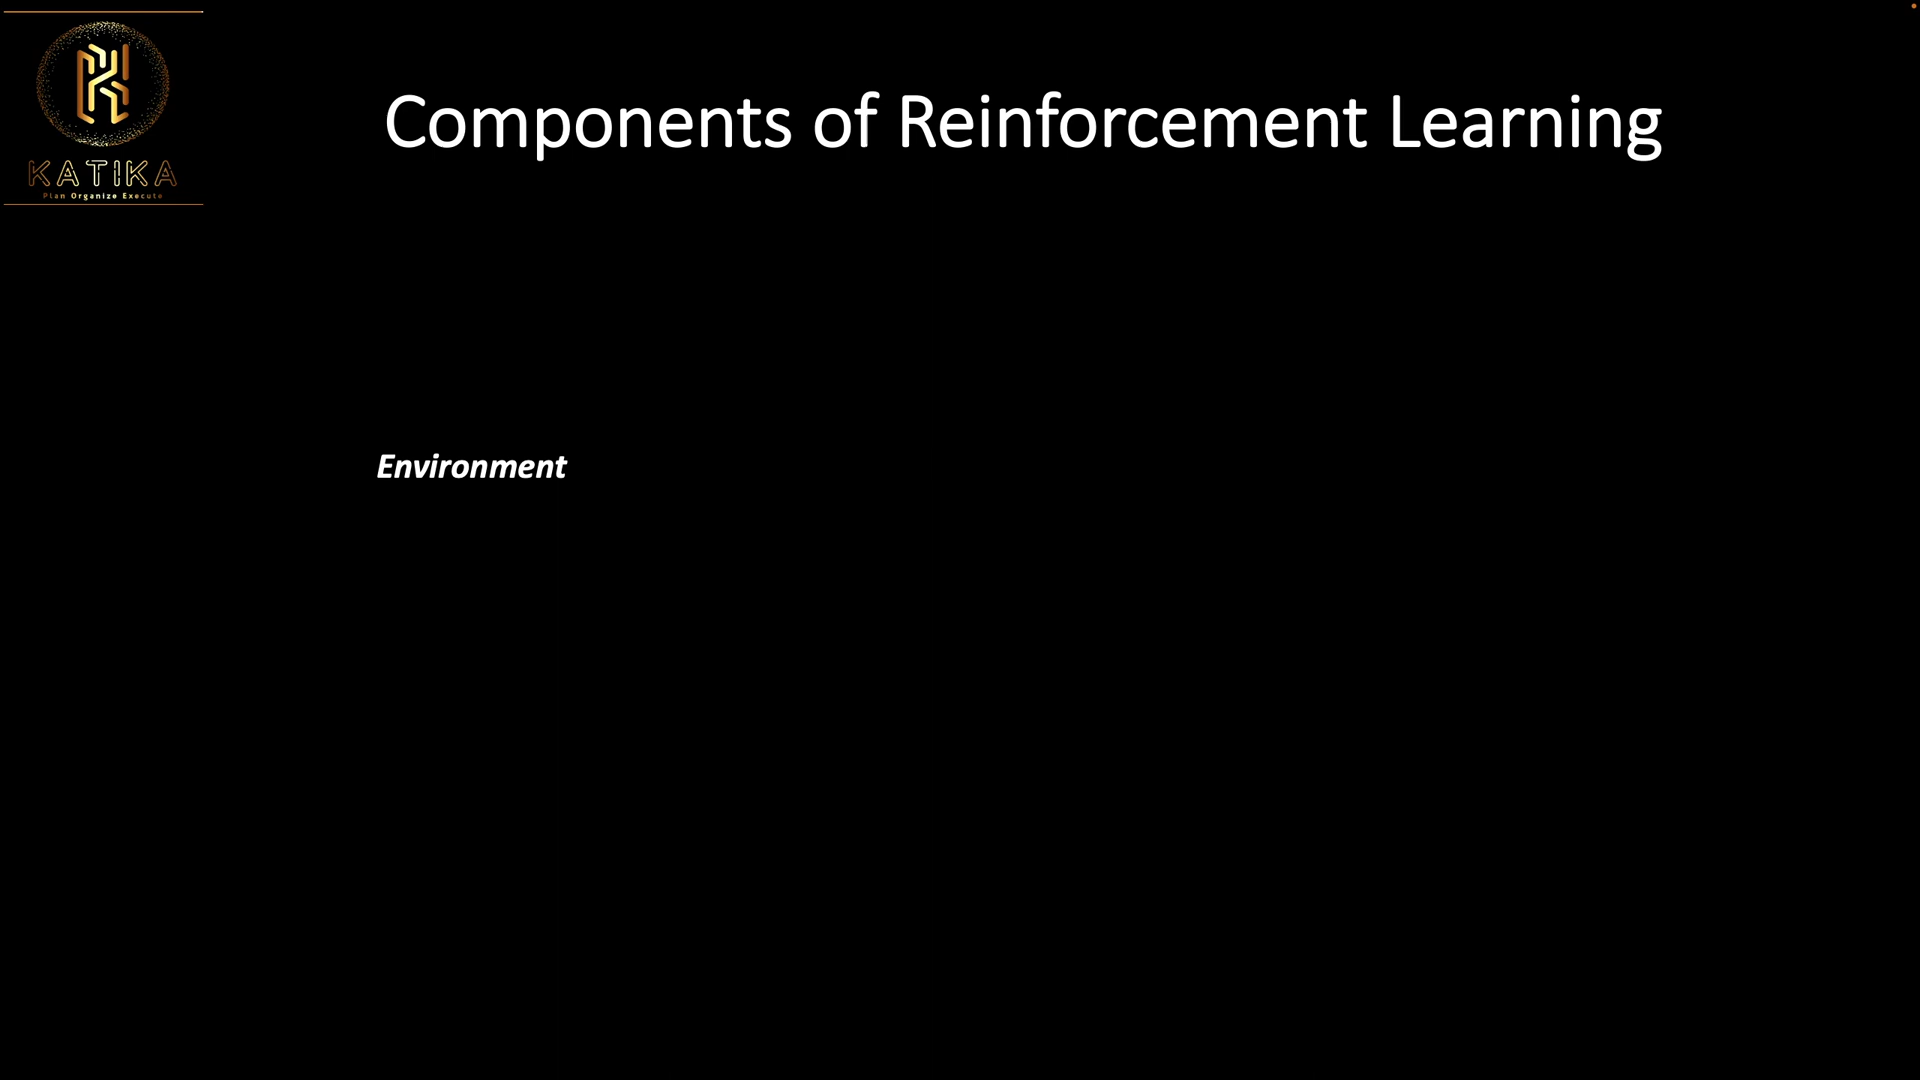 KATIKA
Plan Organize Execute
Components of Reinforcement Learning
Environment